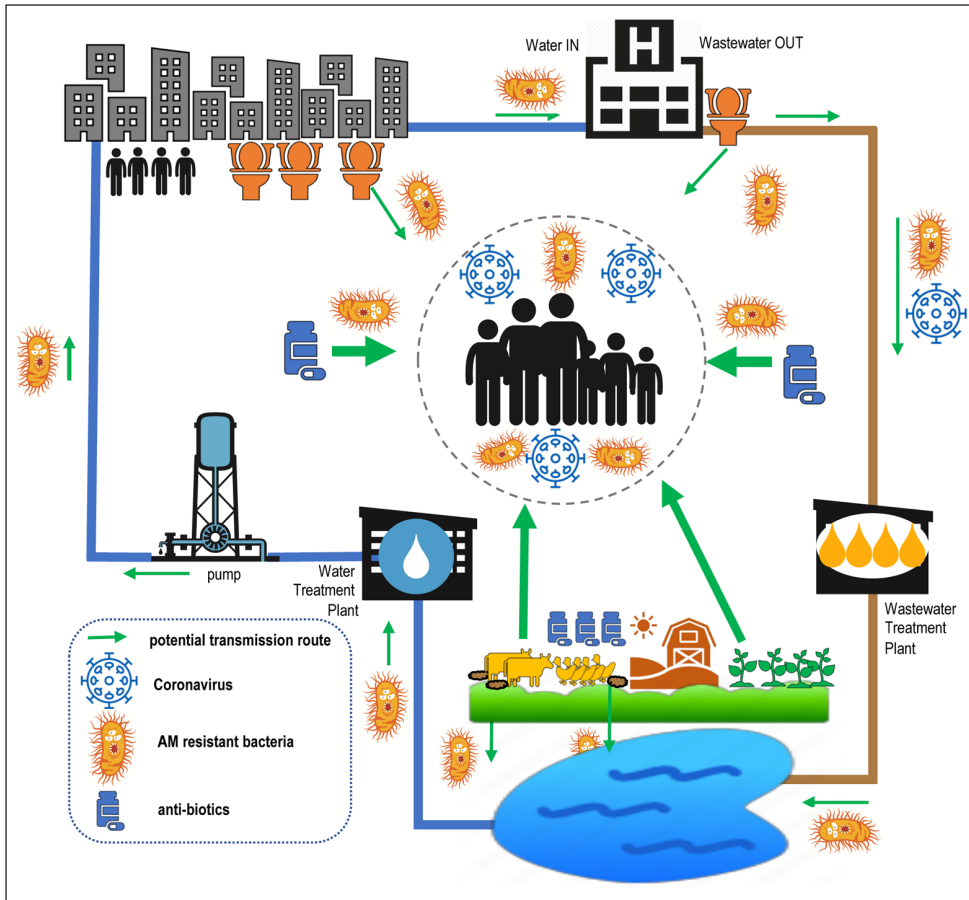 Water IN
Wastewater OUT
H
pump
Water
Treatment
Plant
Wastewater
Treatment
Plant
potential transmission route
Coronavirus
AM resistant bacteria
anti-biotics